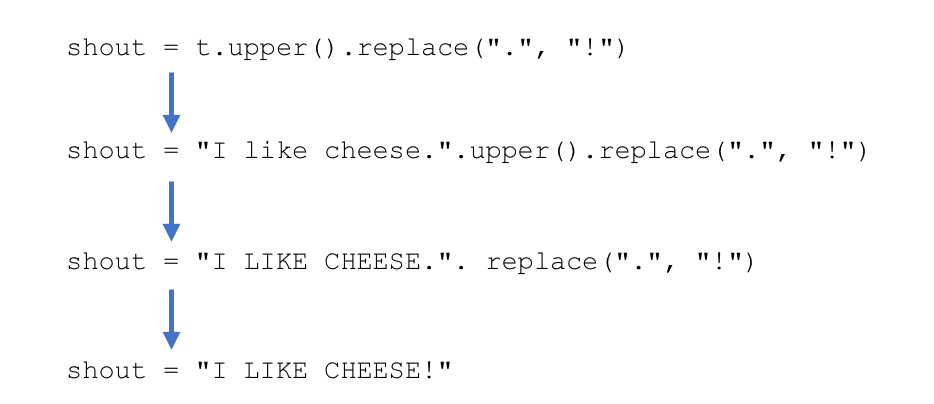 shout = t.upper().replace(".", "!")
shout = "I like cheese.".upper().replace(".", "!")
shout = "I LIKE CHEESE.". replace(".", "!")
shout = "I LIKE CHEESE!"